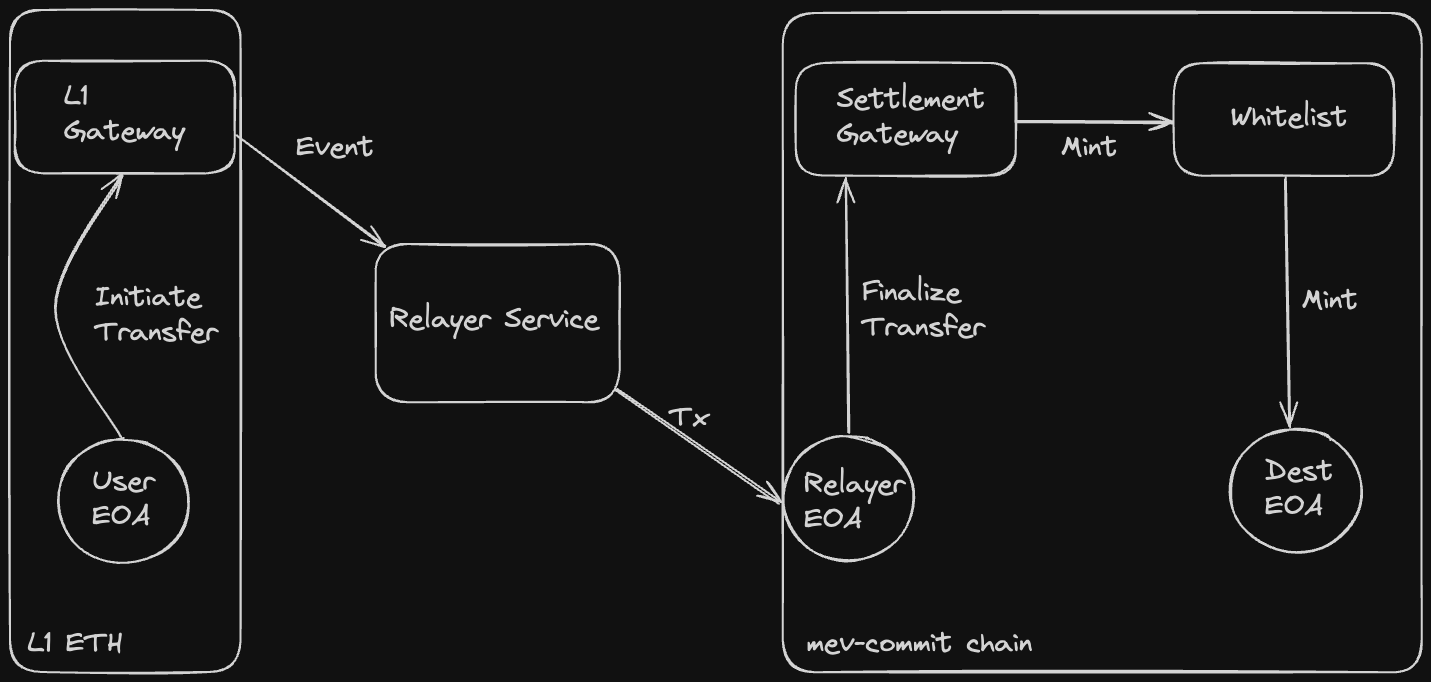 L1
Gateway
Event
Initiate
Transfer
User
EOA
L1 ETH
Relayer Service
Tx
Settlement
Gateway
Mint
Whitelist
Finalize
Transfer
Mint
Relayer
EOA
Dest
EOA
mev-commit chain